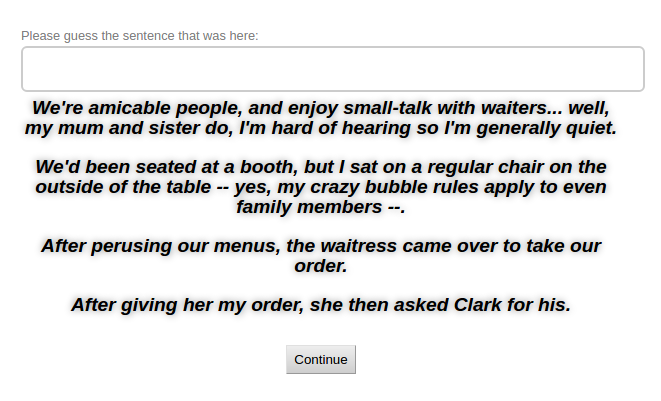 Please guess the sentence that was here:
We're amicable people, and enjoy small-talk with waiters... well,
my mum and sister do, I'm hard of hearing so I'm generally quiet.
We'd been seated at a booth, but I sat on a regular chair on the
outside of the table -- yes, my crazy bubble rules apply to even
family members --.
After perusing our menus, the waitress came over to take our
order.
After giving her my order, she then asked Clark for his.
Continue